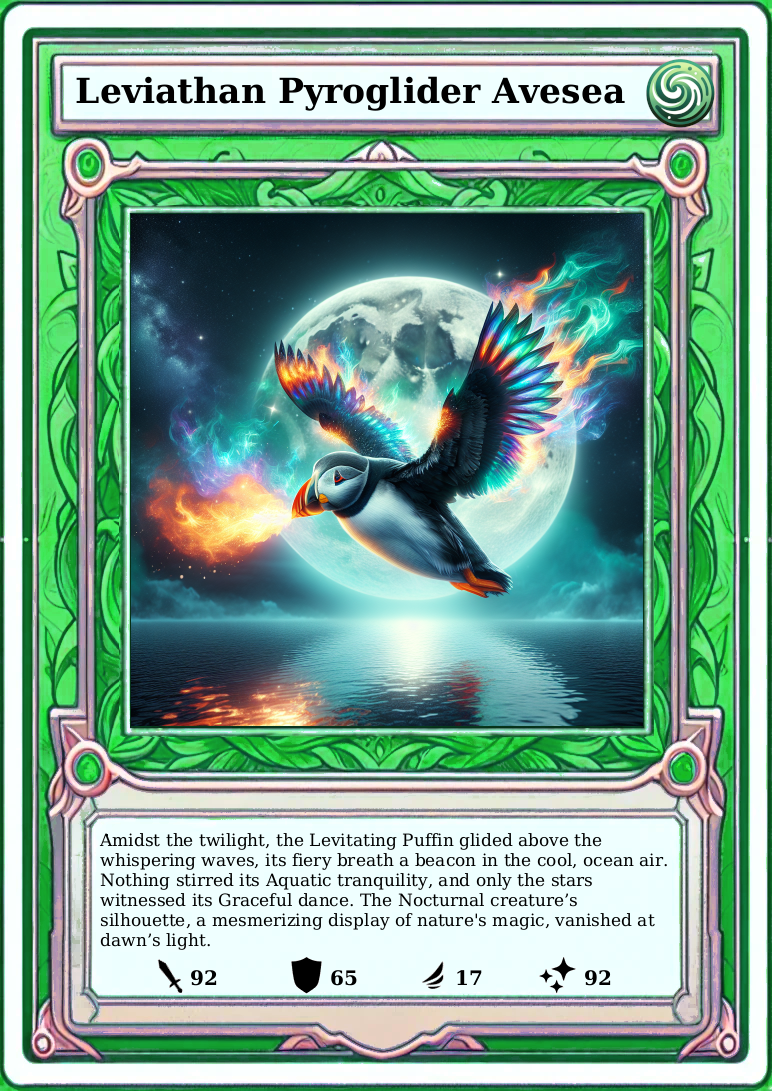 Leviathan Pyroglider Avesea
Amidst the twilight, the Levitating Puffin glided above the
whispering waves, its fiery breath a beacon in the cool, ocean air.
Nothing stirred its Aquatic tranquility, and only the stars
witnessed its Graceful dance. The Nocturnal creature’s
silhouette, a mesmerizing display of nature's magic, vanished at
dawn’s light.
92 65 17 92